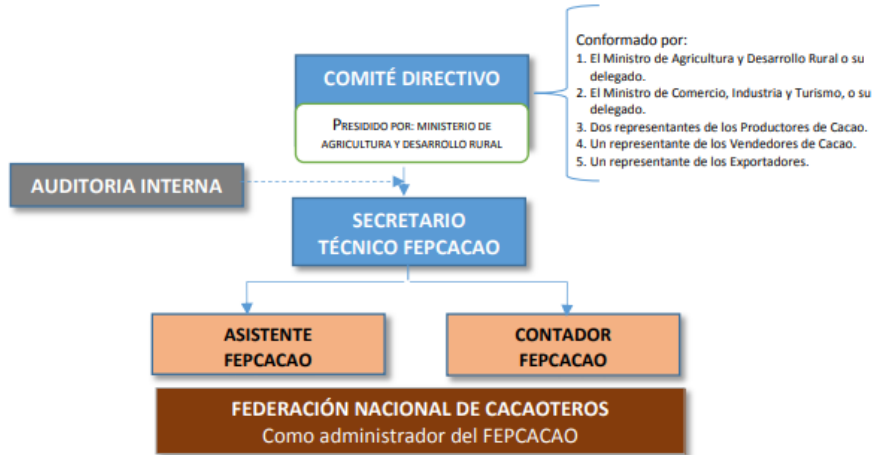 COMITÉ DIRECTIVO
PRESIDIDO POR: MINISTERIO DE
AGRICULTURA Y DESARROLLO RURAL
Conformado por:
1. El Ministro de Agricultura y Desarrollo Rural o su
delegado.
2. El Ministro de Comercio, Industria y Turismo, o su
delegado.
3. Dos representantes de los Productores de Cacao.
4. Un representante de los Vendedores de Cacao.
5. Un representante de los Exportadores.
AUDITORIA INTERNA
SECRETARIO
TÉCNICO FEPCACAO
ASISTENTE
FEPCACAO
CONTADOR
FEPCACAO
FEDERACIÓN NACIONAL DE CACAOTEROS
Como administrador del FEPCACAO